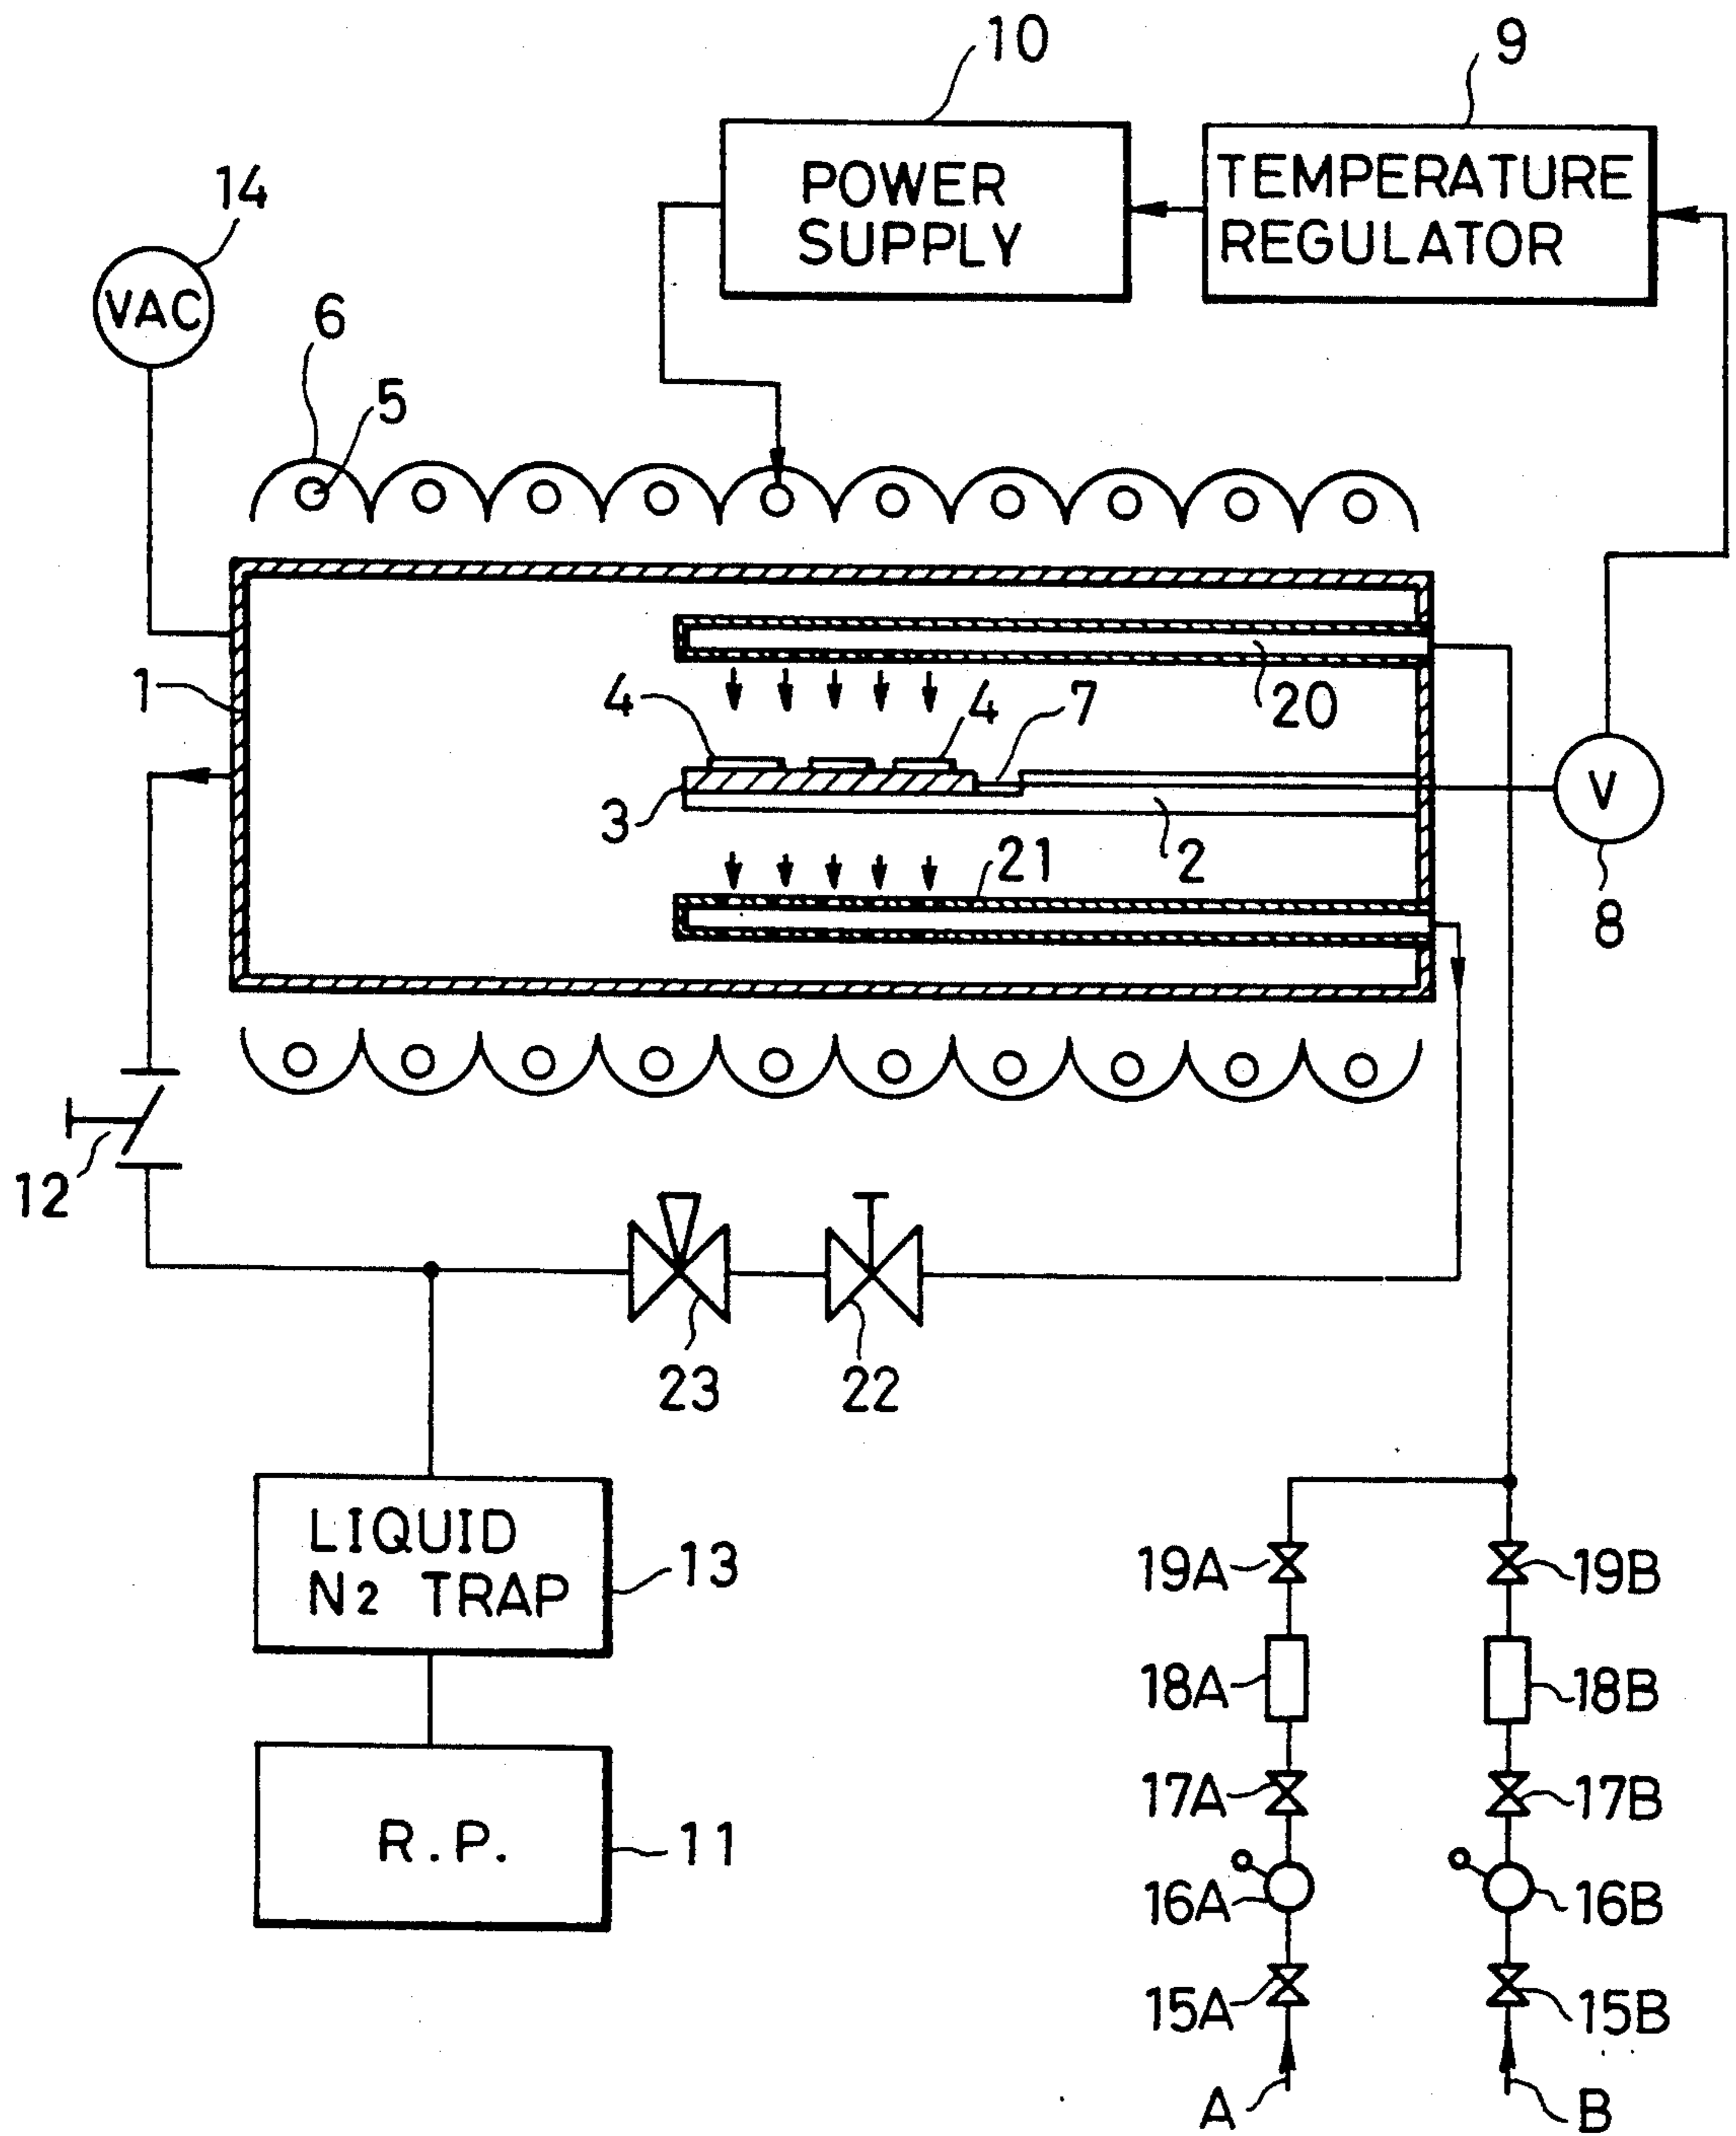 10
9
POWER
SUPPLY
TEMPERATURE
REGULATOR
14
VAC
6
5
1
20
4
4
7
3
2
V
21
8
12
23
22
LIQUID
N2 TRAP
13
19A
19B
18A
18B
17A
17B
R.P.
11
16A
16B
15A
15B
A
B